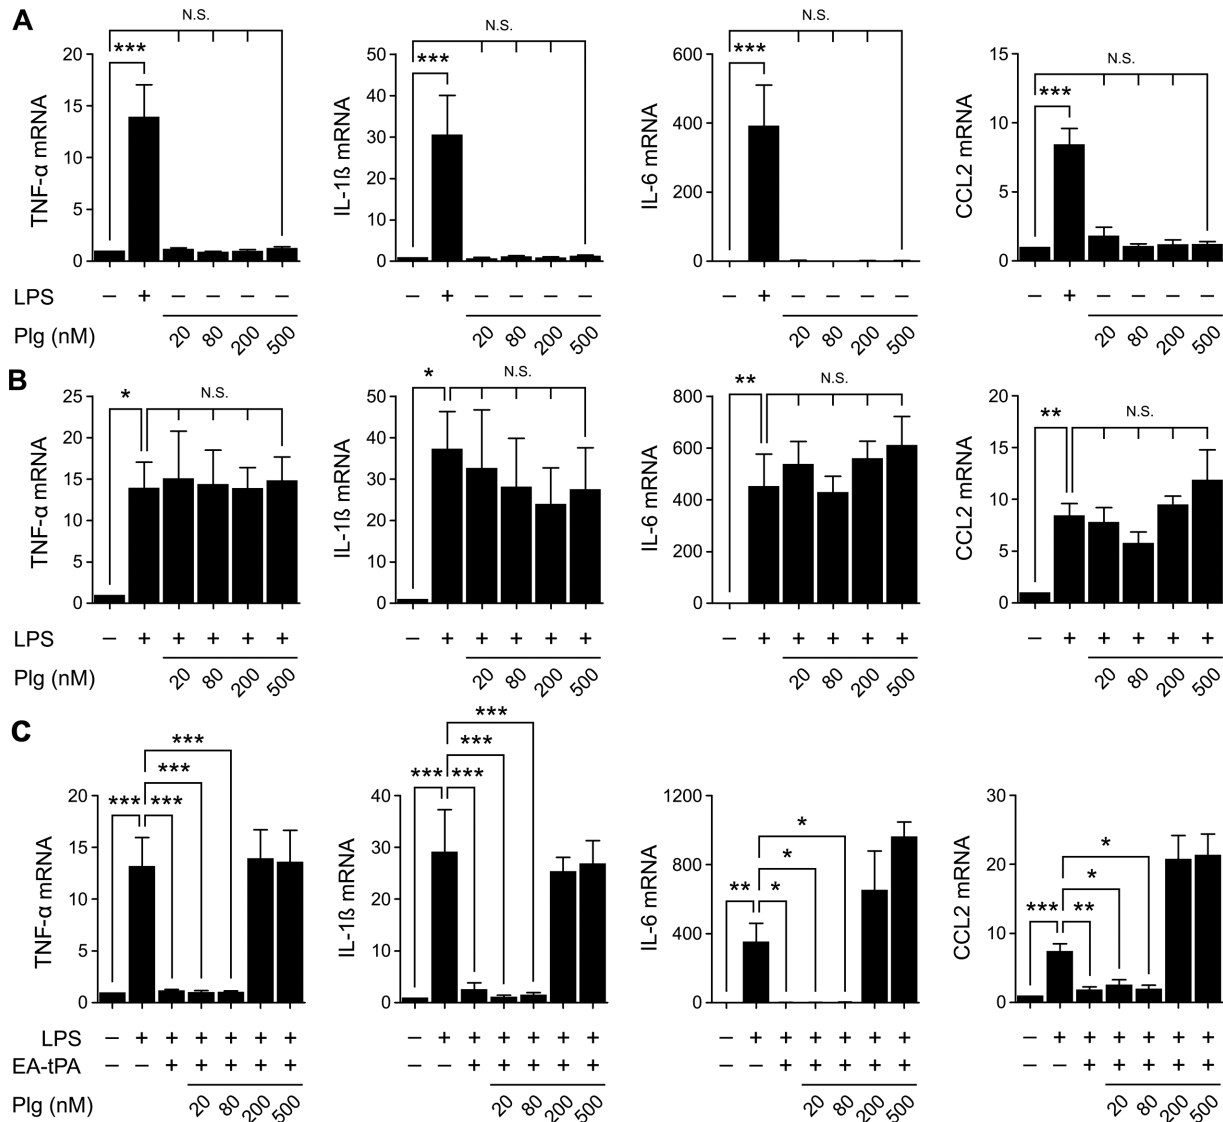 A
N.S. N.S. N.S. N.S.
*** *** *** ***
TNF-α mRNA IL-1ß mRNA IL-6 mRNA CCL2 mRNA
20 50 600 15
15 40 400 10
10 30 200 5
5 20 0 0
0 10
0
LPS − + − − − − − + − − − − − + − − − − − + − − − −
Plg (nM) 20 80 200 500 20 80 200 500 20 80 200 500 20 80 200 500
B
* N.S. * N.S. ** N.S. ** N.S.
TNF-α mRNA IL-1ß mRNA IL-6 mRNA CCL2 mRNA
25 50 800 20
20 40 600 15
15 30 400 10
10 20 200 5
5 10 0 0
0 0
LPS − + + + + + − + + + + + − + + + + + − + + + + +
Plg (nM) 20 80 200 500 20 80 200 500 20 80 200 500 20 80 200 500
C
*** *** * *
*** *** * *
*** *** *** *** ** * *** **
TNF-α mRNA IL-1ß mRNA IL-6 mRNA CCL2 mRNA
20 40 1200 30
15 30 800 20
10 20 400 10
5 10 0 0
0 0
LPS − + + + + + + − + + + + + + − + + + + + + − + + + + + +
EA-tPA − − + + + + + − − + + + + + − − + + + + + − − + + + + +
Plg (nM) 20 80 200 500 20 80 200 500 20 80 200 500 20 80 200 500